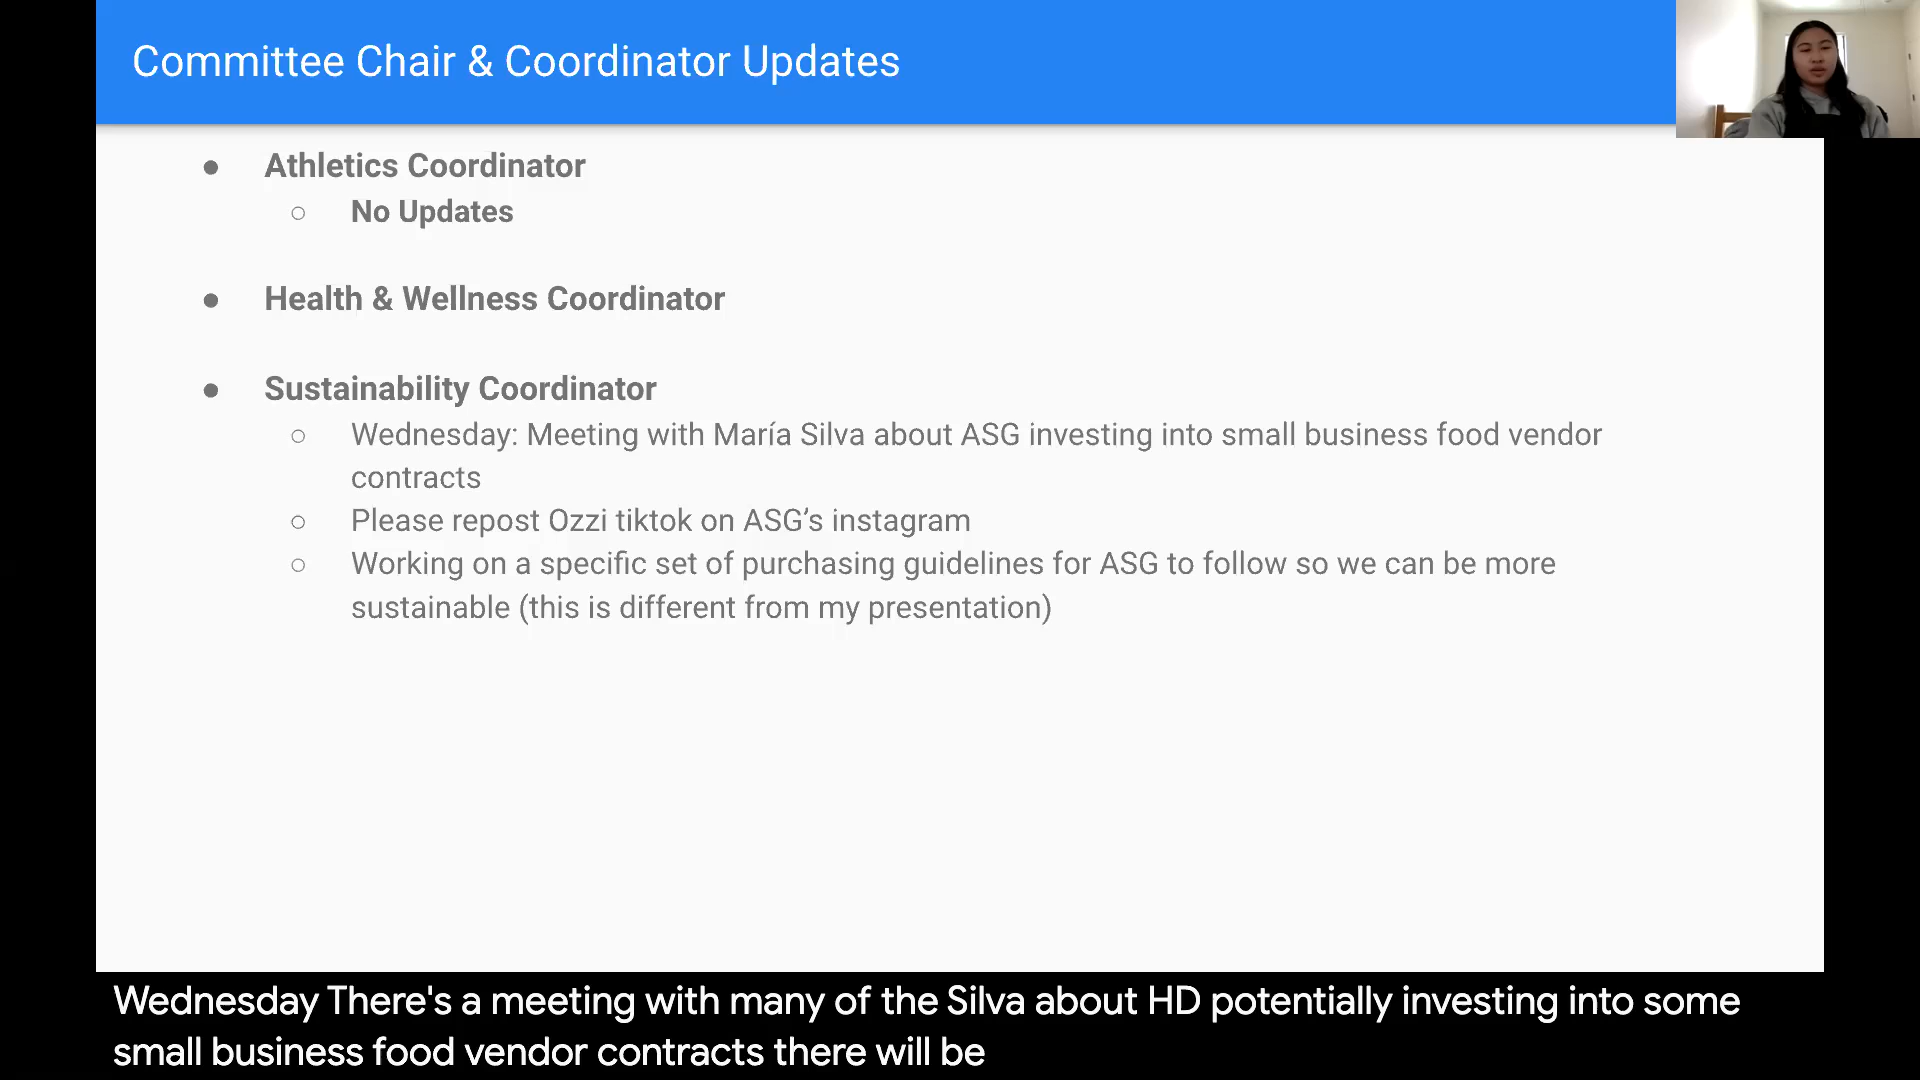 Committee Chair & Coordinator Updates
● Athletics Coordinator
○ No Updates
● Health & Wellness Coordinator
● Sustainability Coordinator
○ Wednesday: Meeting with María Silva about ASG investing into small business food vendor
contracts
○ Please repost Ozzi tiktok on ASG’s instagram
○ Working on a specific set of purchasing guidelines for ASG to follow so we can be more
sustainable (this is different from my presentation)
Wednesday There's a meeting with many of the Silva about HD potentially investing into some
small business food vendor contracts there will be